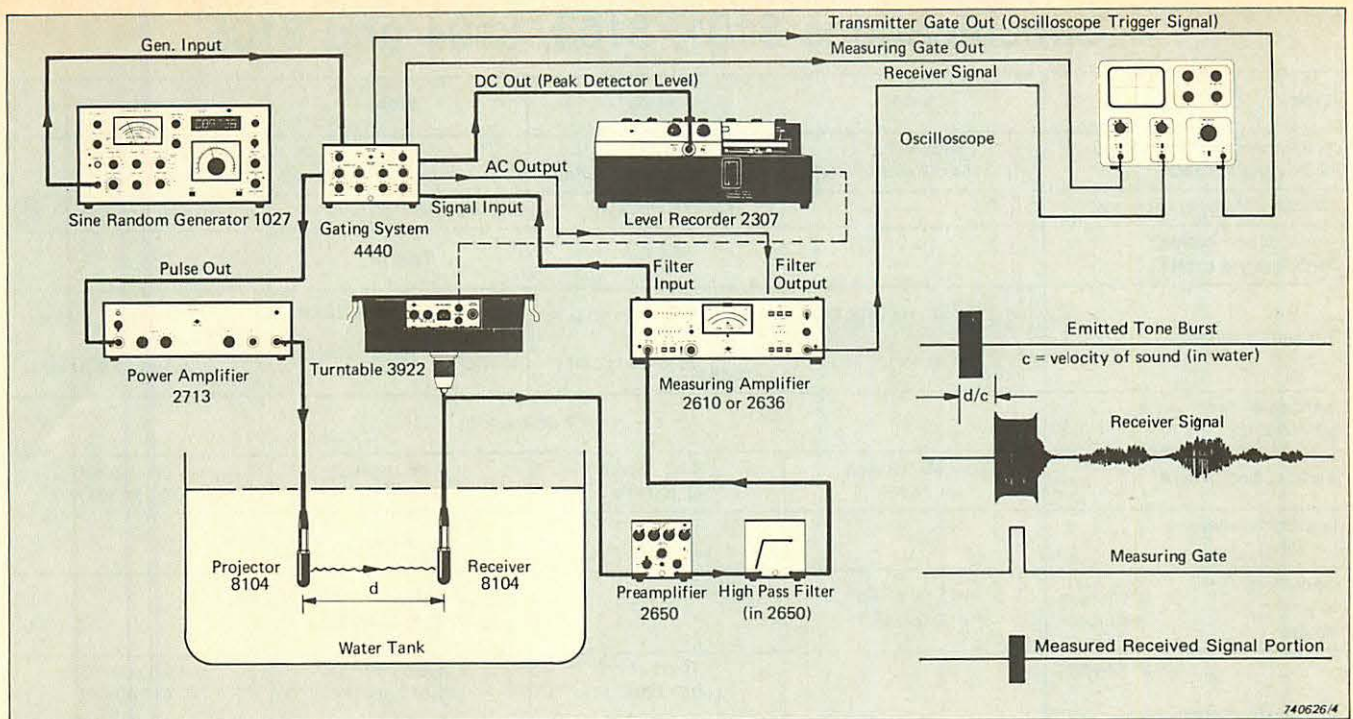 Transmitter Gate Out (Oscilloscope Trigger Signal)
Gen. Input
Measuring Gate Out
DC Out (Peak Detector Level)
Receiver Signal
Oscilloscope
AC Output
Sine Random Generator 1027
Signal Input
Level Recorder 2307
Gating System
4440
Pulse Out
Filter
Input
Filter
Output
Emitted Tone Burst
c = velocity of sound (in water)
Power Amplifier
2713
Turntable 3922
Measuring Amplifier
2610 or 2636
d/c
Receiver Signal
Projector
8104
d
Receiver
8104
Measuring Gate
Preamplifier
2650
High Pass Filter
(in 2650)
Water Tank
Measured Received Signal Portion
740626/4